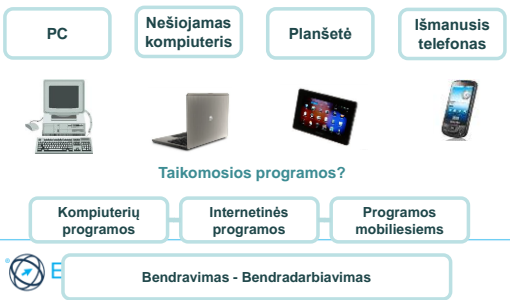 PC
Nešiojamas
kompiuteris
Planšetė
Išmanusis
telefonas
Taikomosios programos?
Kompiuterių
programos
Internetinės
programos
Programos
mobiliesiems
E
Bendravimas - Bendradarbiavimas